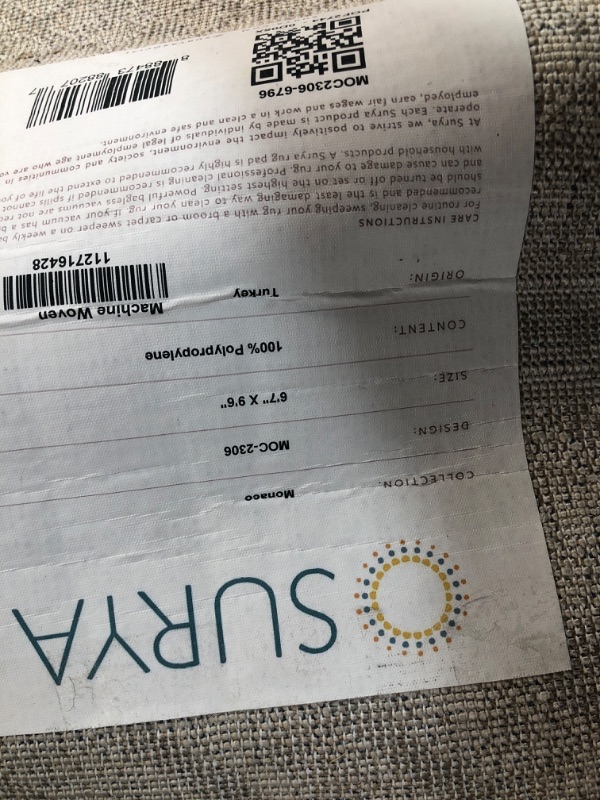 SURYA
COLLECTION: Monaco
DESIGN: MOC-2306
SIZE: 6'7" X 9'6"
CONTENT: 100% Polypropylene
ORIGIN: Turkey
Machine Woven
112716428
CARE INSTRUCTIONS
For routine cleaning, sweeping your rug with a broom or carpet sweeper on a weekly ba
recommended and is the least damaging way to clean your rug. If your vacuum has a b
should be turned off or set on the highest setting. Powerful bagless vacuums are not rec
and can cause damage to your rug. Professional cleaning is recommended if spills cannot
with household products. A Surya rug pad is highly recommended to extend the life of you
At Surya, we strive to positively impact the environment, society and communities in
operate. Each Surya product is made by individuals of legal employment age who are
employed, earn fair wages and work in a clean and safe environment.
MOC2306-6796
8 88473 88207 7